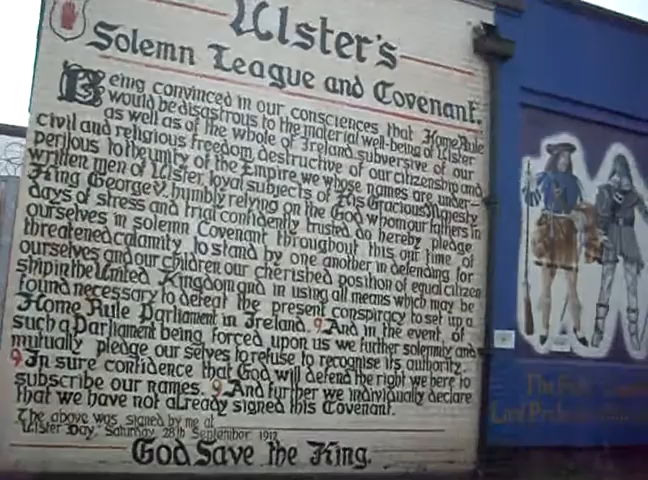 Ulster's
Solemn League and Covenant.
Being convinced in our consciences that Home Rule
would be disastrous to the material well-being of Ulster
as well as of the whole of Ireland subversive of our
civil and religious freedom destructive of our citizenship and
perilous to the unity of the Empire, we whose names are under-
written men of Ulster, loyal subjects of His Gracious Majesty
King George V. humbly relying on the God whom our fathers in
days of stress and trial confidently trusted, do hereby pledge
ourselves in solemn Covenant throughout this our time of
threatened calamity, to stand by one another in defending for
ourselves and our children our cherished position of equal citizen
ship in the United Kingdom and in using all means which may be
found necessary to defeat the present conspiracy to set up a
Home Rule Parliament in Ireland. And in the event, of
such a Parliament being forced upon us we further solemnly and
mutually pledge our selves to refuse to recognise its authority.
In sure confidence that God will defend the right we here to
subscribe our names. And further we individually declare
that we have not already signed this Covenant.
The above was signed by me at
Ulster Day, Saturday, 28th September 1912
God Save the King.
The
Lord